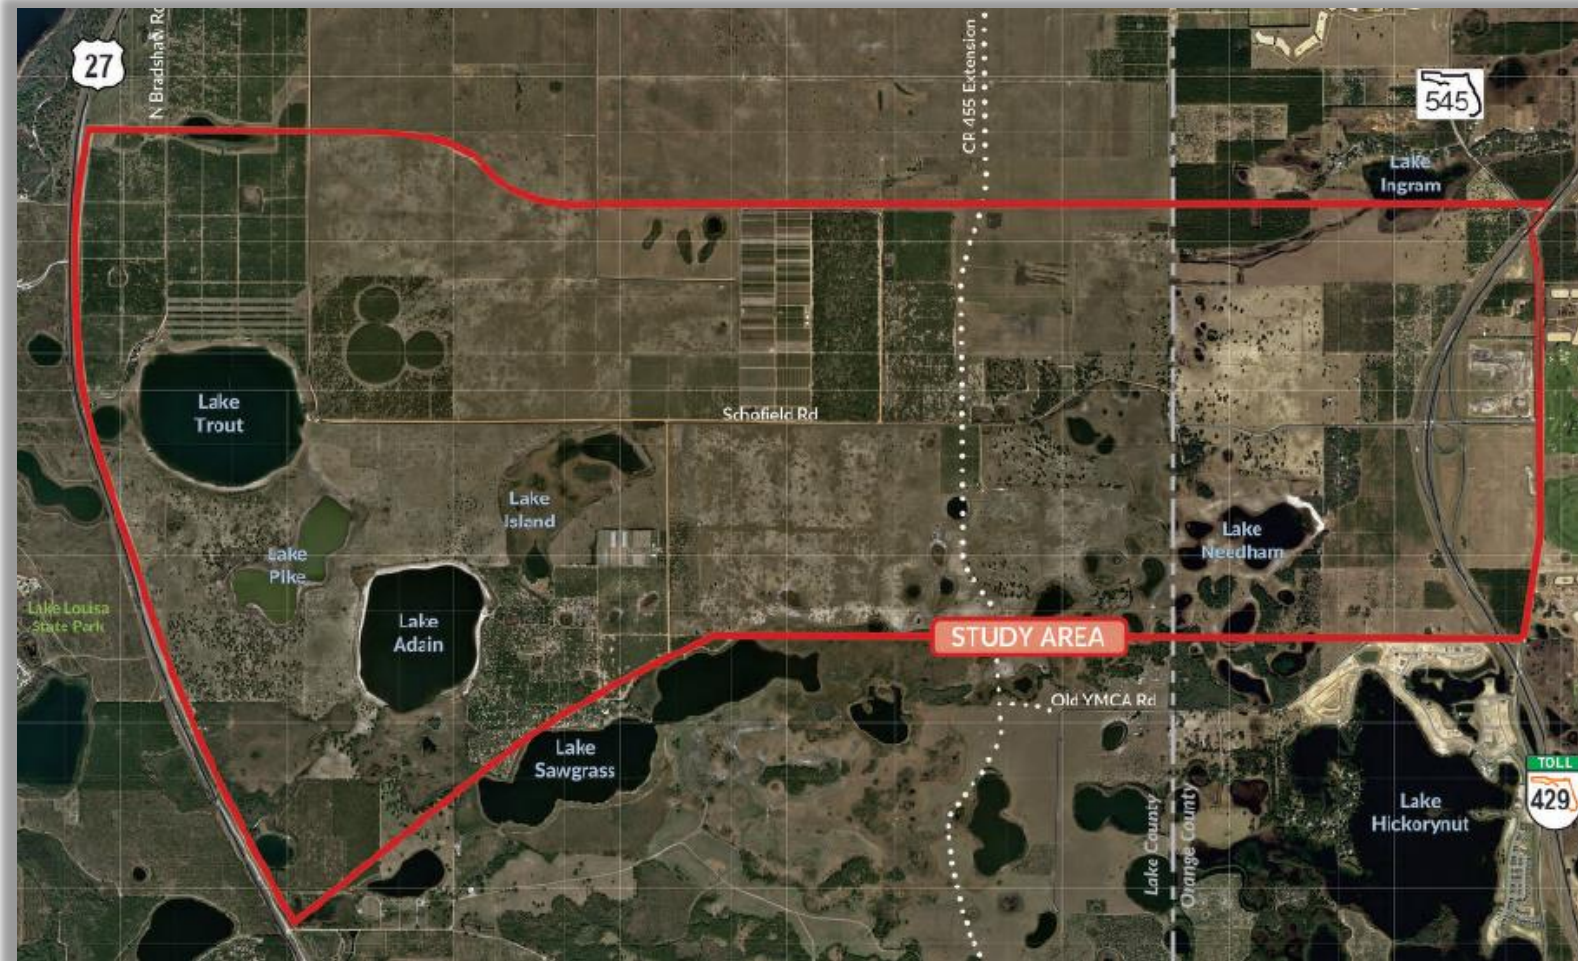 27
N Bradshaw Rd
CR 455 Extension
545
Lake
Ingram
Lake
Trout
Schofield Rd
Lake
Island
Lake
Needham
Lake
Pike
Lake Louisa
State Park
Lake
Adain
STUDY AREA
Old YMCA Rd
Lake
Sawgrass
TOLL
429
Lake
Hickorynut
Lake County
Orange County